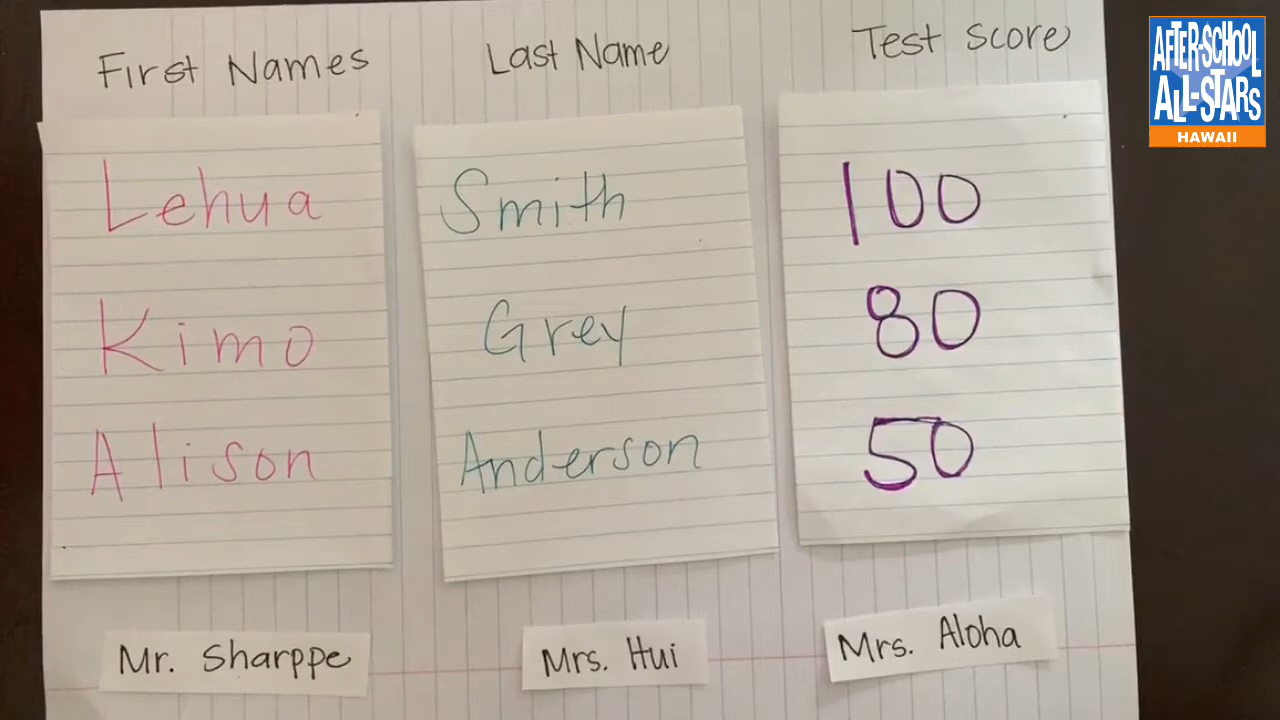 First Names
Last Name
Test Score
Lehua
Smith
100
Kimo
Grey
80
Alison
Anderson
50
Mr. Sharppe
Mrs. Hui
Mrs. Aloha
AFTER-SCHOOL
ALL-STARS
HAWAII